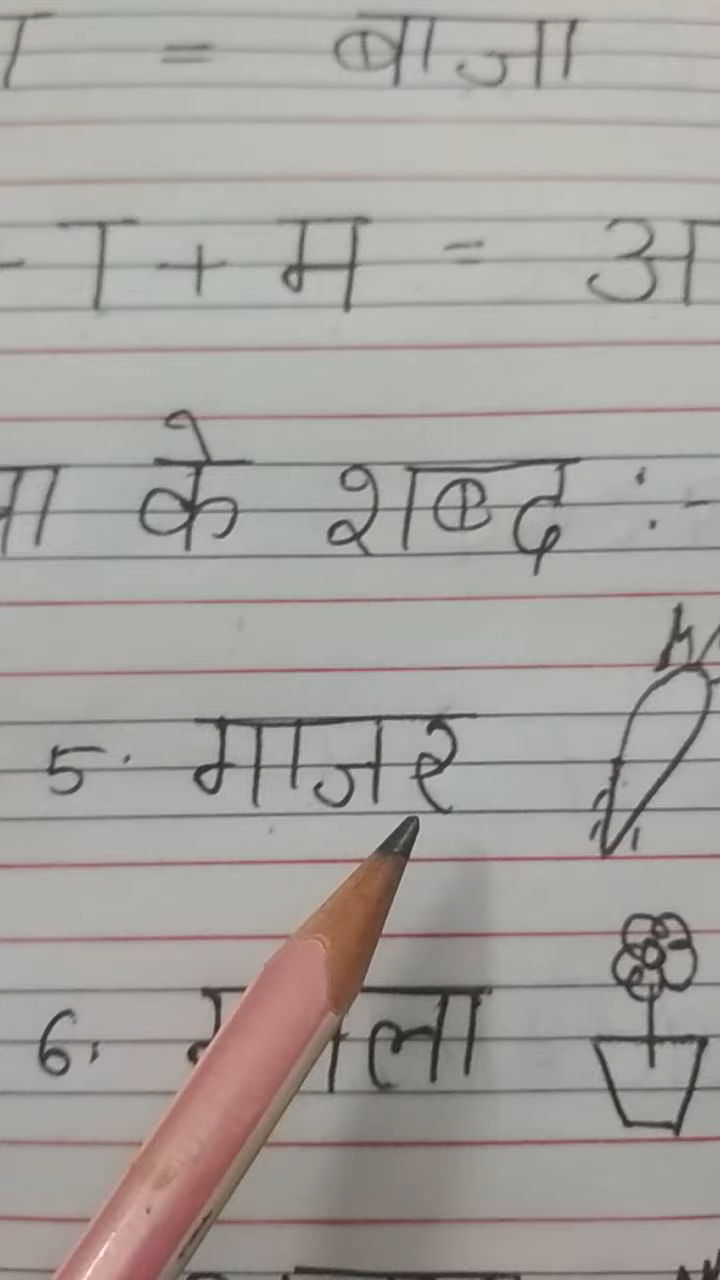 ा = बाजा
ा + म = अ
के शब्द :-
5. गाजर
6.